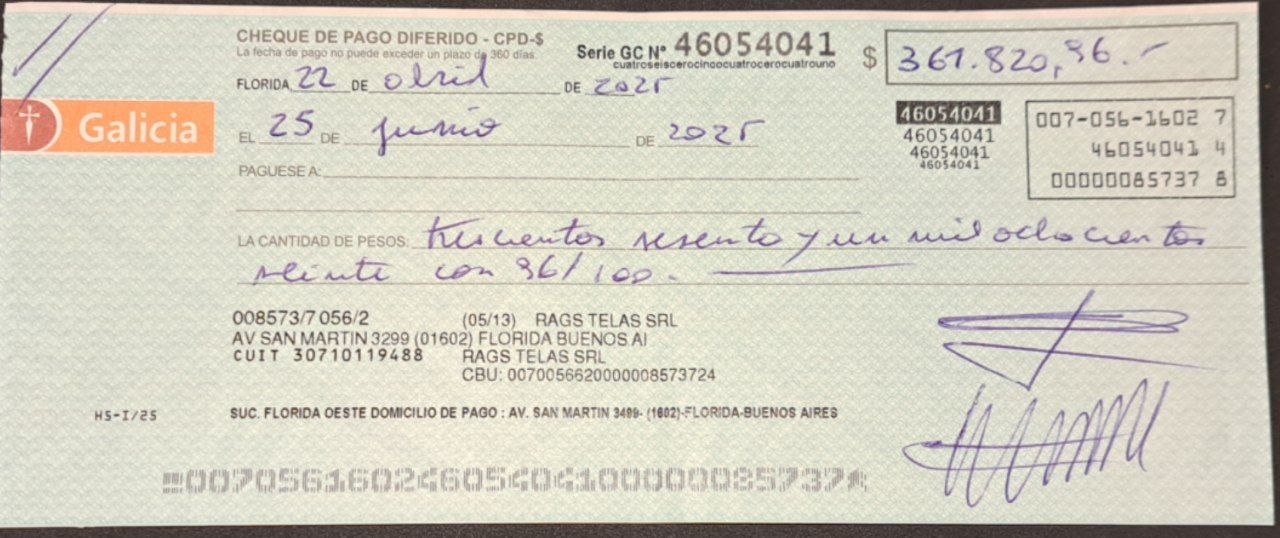 CHEQUE DE PAGO DIFERIDO - CPD-$
La fecha de pago no puede exceder un plazo de 360 días.
Serie GC Nº 46054041
cuatroseiscerocincocuatrocerocuatrouno
$ 361.820,96.-
FLORIDA, 22 DE abril DE 2025
Galicia
EL 25 DE junio DE 2025
PAGUESE A:
46054041
46054041
46054041
46054041
007-056-1602 7
46054041 4
00000085737 8
LA CANTIDAD DE PESOS: trescientos sesenta y un mil ochocientos
veinte con 96/100.-
008573/7 056/2 (05/13) RAGS TELAS SRL
AV SAN MARTIN 3299 (01602) FLORIDA BUENOS AI
CUIT 30710119488 RAGS TELAS SRL
CBU: 0070056620000008573724
HS-I/25
SUC. FLORIDA OESTE DOMICILIO DE PAGO : AV. SAN MARTIN 3499- (1602)-FLORIDA-BUENOS AIRES
00705616024605404100000085737